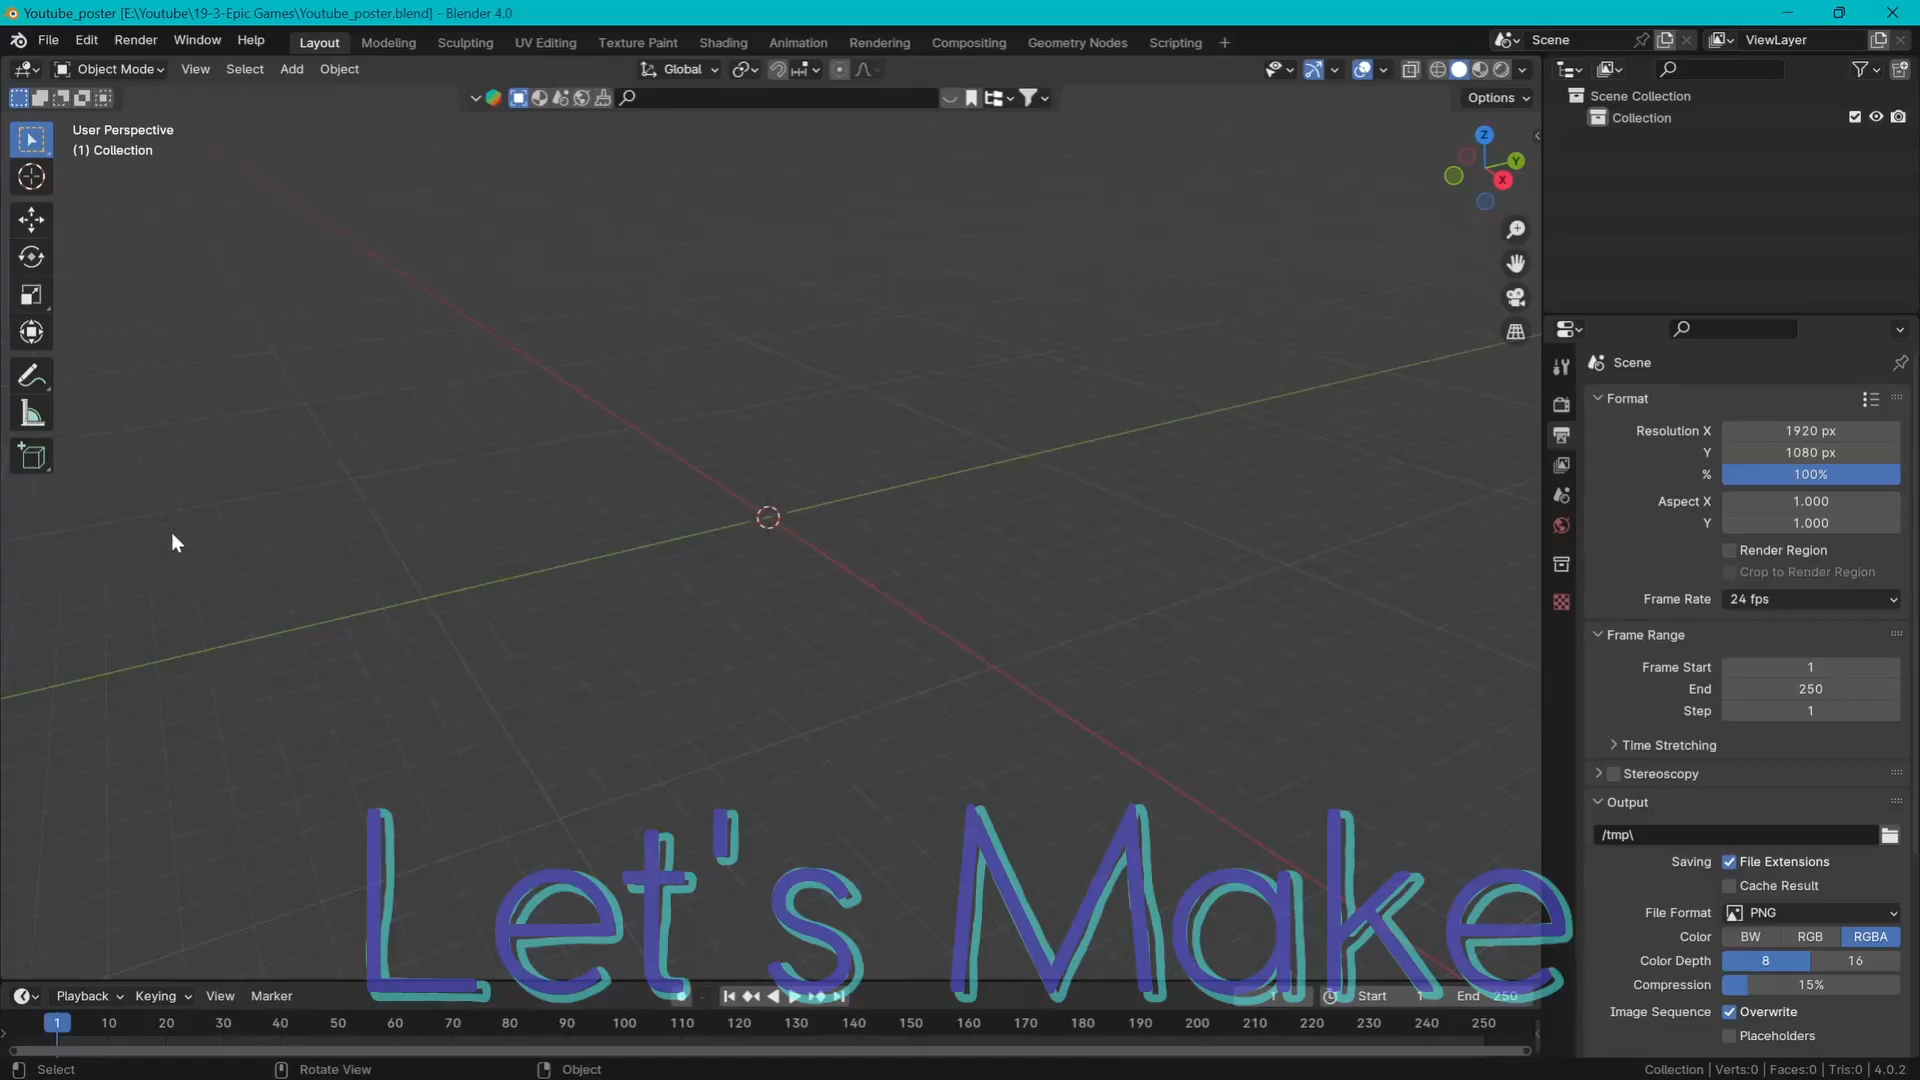 Youtube_poster [E:\Youtube\19-3-Epic Games\Youtube_poster.blend] - Blender 4.0
File Edit Render Window Help Layout Modeling Sculpting UV Editing Texture Paint Shading Animation Rendering Compositing Geometry Nodes Scripting + Scene ViewLayer
Object Mode View Select Add Object Global
Options
User Perspective
(1) Collection
Z
Y
X
Scene Collection
Collection
Scene
Format
Resolution X 1920 px
Y 1080 px
% 100%
Aspect X 1.000
Y 1.000
Render Region
Crop to Render Region
Frame Rate 24 fps
Frame Range
Frame Start 1
End 250
Step 1
Time Stretching
Stereoscopy
Output
/tmp\
Saving File Extensions
Cache Result
File Format PNG
Color BW RGB RGBA
Color Depth 8 16
Compression 15%
Image Sequence Overwrite
Placeholders
Let's Make
Playback Keying View Marker 1 Start 1 End 250
1 10 20 30 40 50 60 70 80 90 100 110 120 130 140 150 160 170 180 190 200 210 220 230 240 250
Select Rotate View Object Collection | Verts:0 | Faces:0 | Tris:0 | 4.0.2